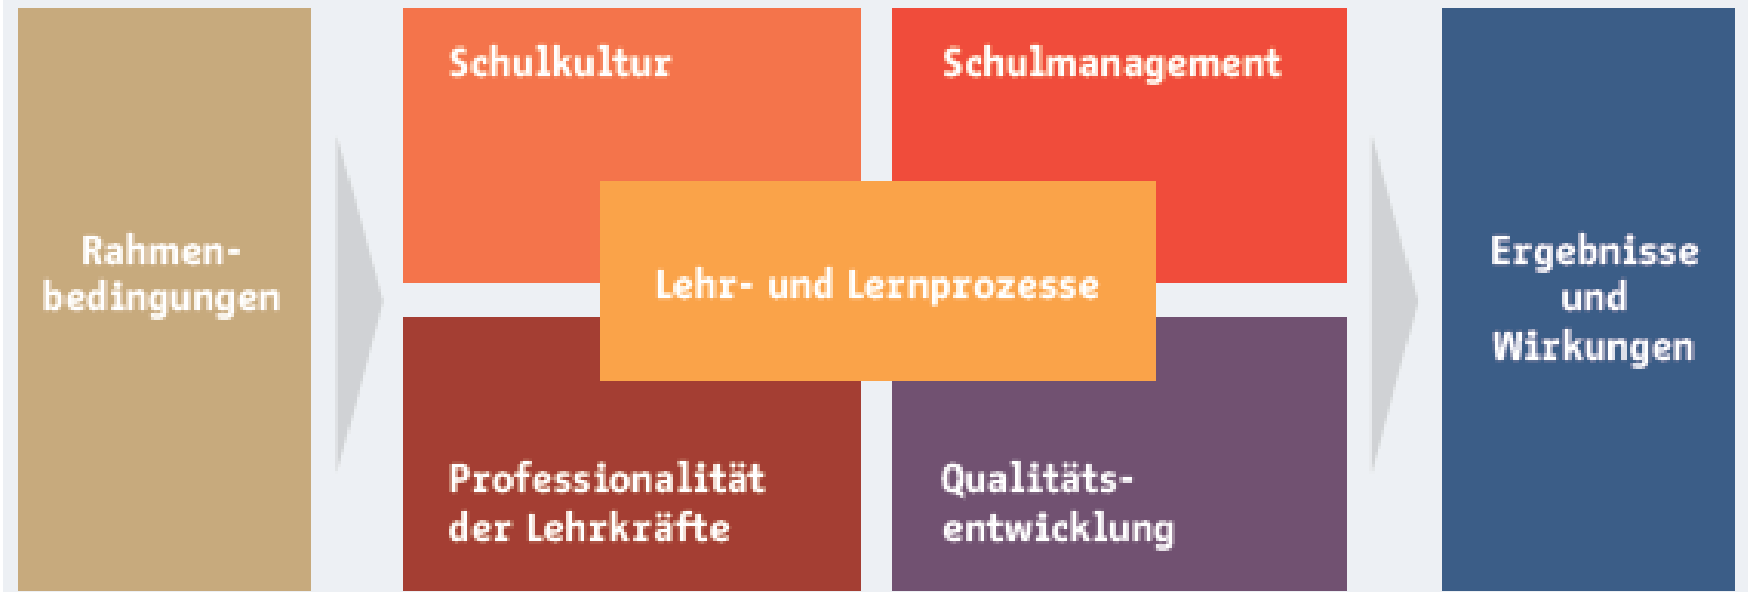 Rahmen-
bedingungen
Schulkultur
Schulmanagement
Lehr- und Lernprozesse
Professionalität
der Lehrkräfte
Qualitäts-
entwicklung
Ergebnisse
und
Wirkungen